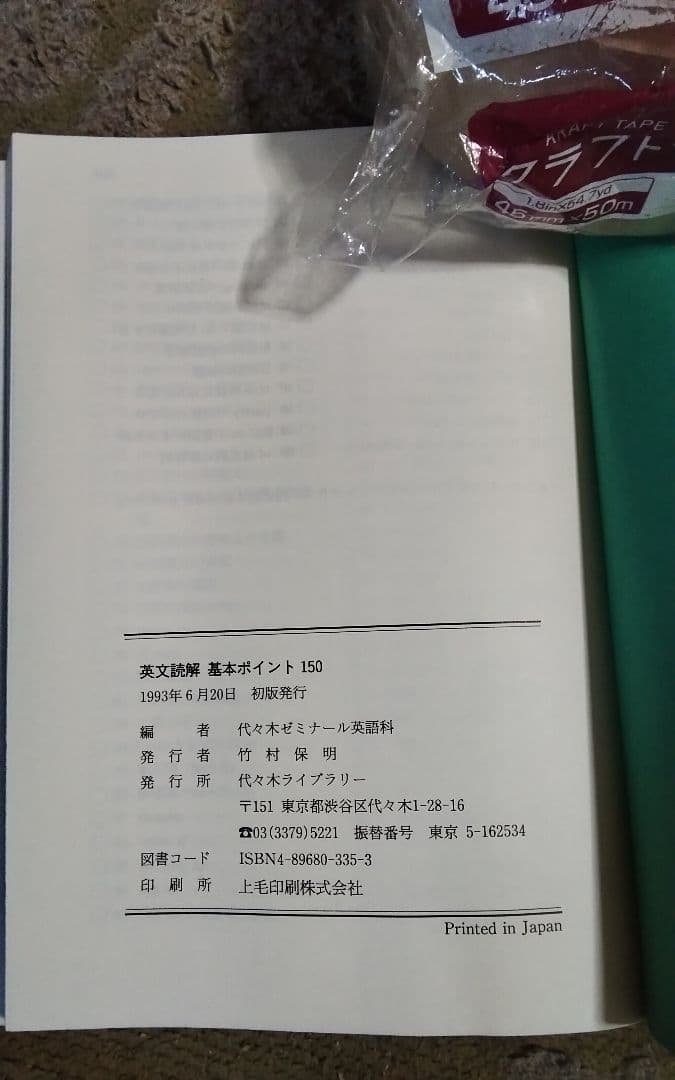 KRAFT TAPE
クラフト
1.8in×54.7yd
45mm×50m
英文読解 基本ポイント150
1993年6月20日 初版発行
編 者 代々木ゼミナール英語科
発 行 者 竹 村 保 明
発 行 所 代々木ライブラリー
〒151 東京都渋谷区代々木1-28-16
☎03(3379)5221 振替番号 東京 5-162534
図書コード ISBN4-89680-335-3
印 刷 所 上毛印刷株式会社
Printed in Japan